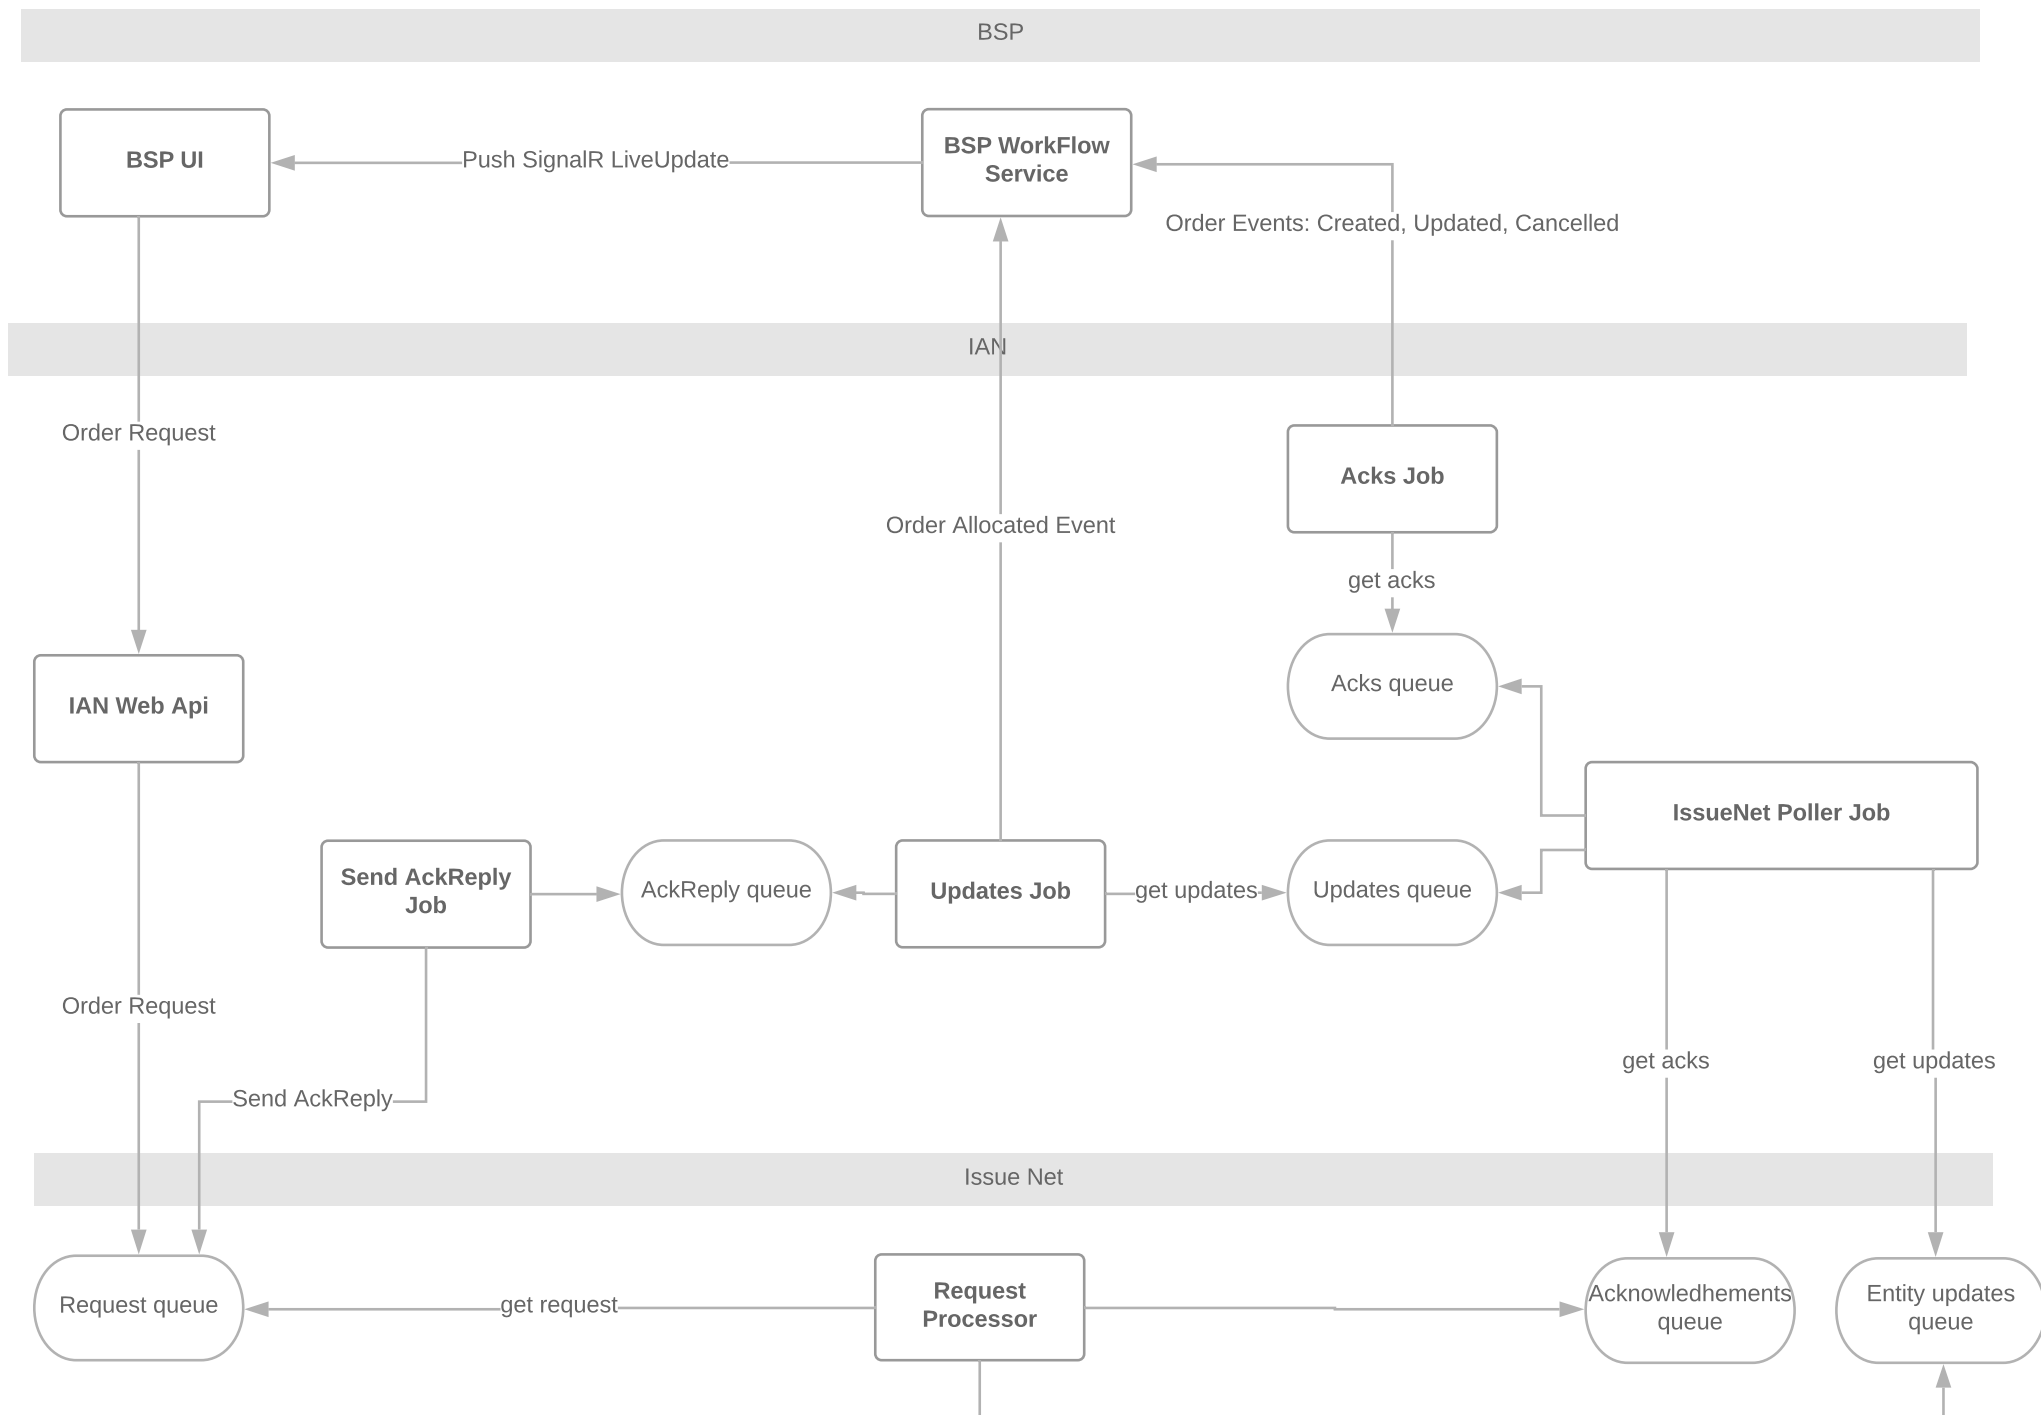 BSP
BSP UI
Push SignalR LiveUpdate
BSP WorkFlow
Service
Order Events: Created, Updated, Cancelled
IAN
Order Request
Acks Job
Order Allocated Event
get acks
Acks queue
IAN Web Api
IssueNet Poller Job
Send AckReply
Job
AckReply queue
Updates Job
get updates
Updates queue
Order Request
get acks
get updates
Send AckReply
Issue Net
Request queue
get request
Request
Processor
Acknowledhements
queue
Entity updates
queue